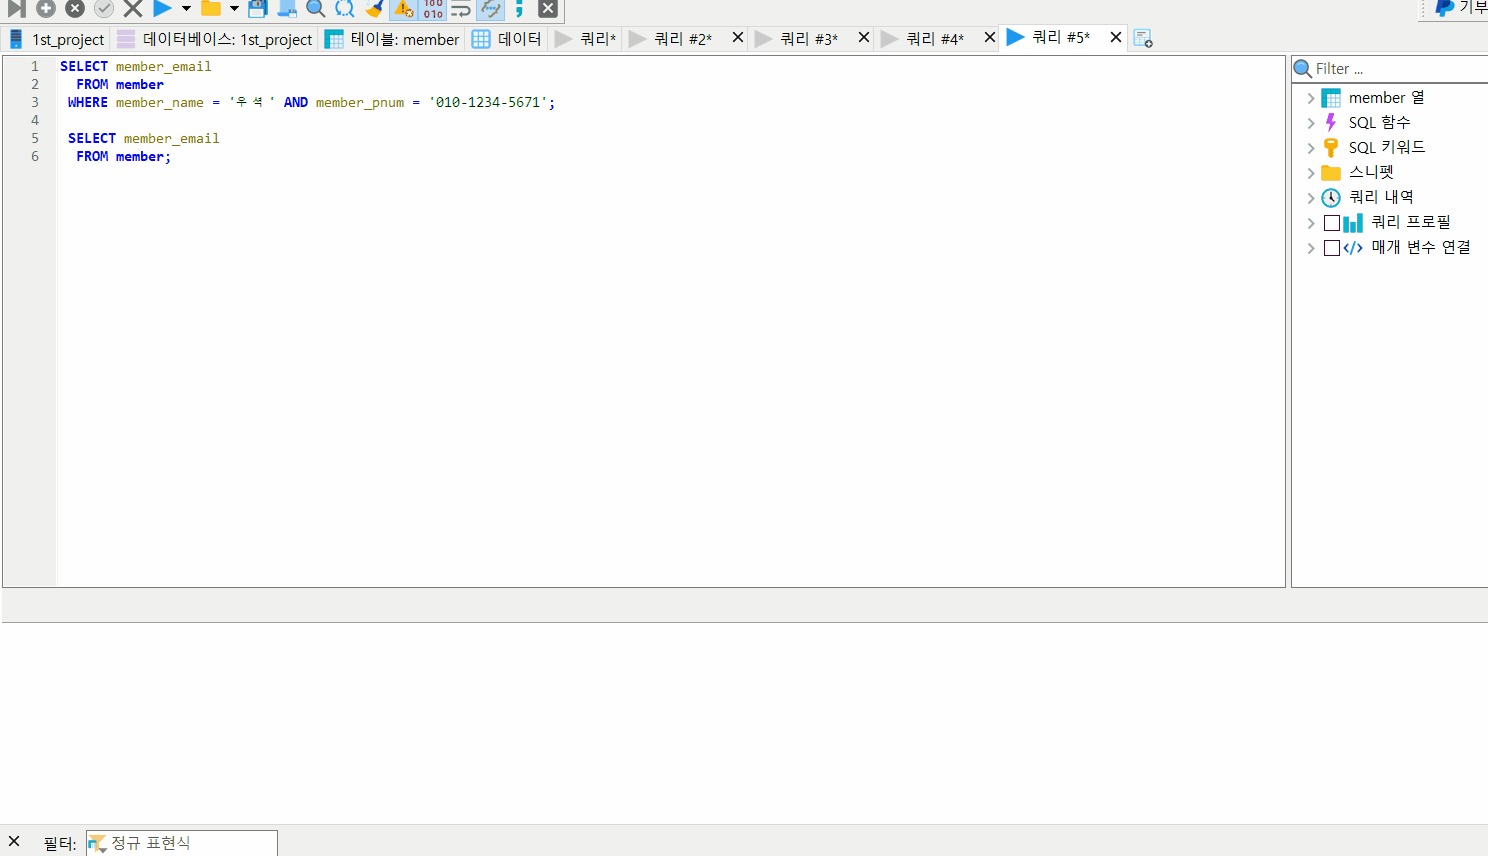 기부
1st_project 데이터베이스: 1st_project 테이블: member 데이터 쿼리* 쿼리 #2* 쿼리 #3* 쿼리 #4* 쿼리 #5*
1 SELECT member_email
2 FROM member
3 WHERE member_name = '우석' AND member_pnum = '010-1234-5671';
4
5 SELECT member_email
6 FROM member;
Filter ...
member 열
SQL 함수
SQL 키워드
스니펫
쿼리 내역
쿼리 프로필
매개 변수 연결
필터: 정규 표현식